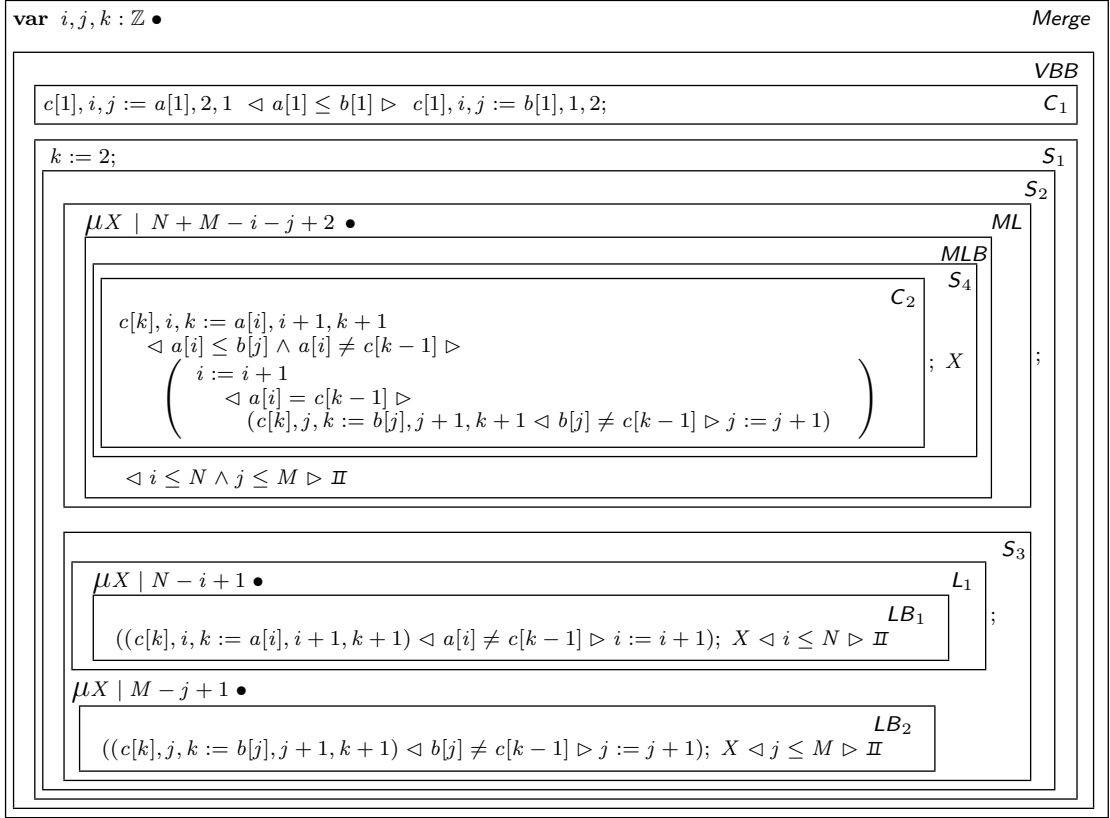 var i, j, k : ℤ • Merge
VBB
c[1], i, j := a[1], 2, 1 ◁ a[1] ≤ b[1] ▷ c[1], i, j := b[1], 1, 2; C₁
k := 2; S₁
S₂
μX | N + M − i − j + 2 • ML
MLB
S₄
C₂
c[k], i, k := a[i], i + 1, k + 1
◁ a[i] ≤ b[j] ∧ a[i] ≠ c[k − 1] ▷
( i := i + 1
◁ a[i] = c[k − 1] ▷
(c[k], j, k := b[j], j + 1, k + 1 ◁ b[j] ≠ c[k − 1] ▷ j := j + 1) )
; X ;
◁ i ≤ N ∧ j ≤ M ▷ II
S₃
μX | N − i + 1 • L₁
LB₁
((c[k], i, k := a[i], i + 1, k + 1) ◁ a[i] ≠ c[k − 1] ▷ i := i + 1); X ◁ i ≤ N ▷ II ;
μX | M − j + 1 •
LB₂
((c[k], j, k := b[j], j + 1, k + 1) ◁ b[j] ≠ c[k − 1] ▷ j := j + 1); X ◁ j ≤ M ▷ II